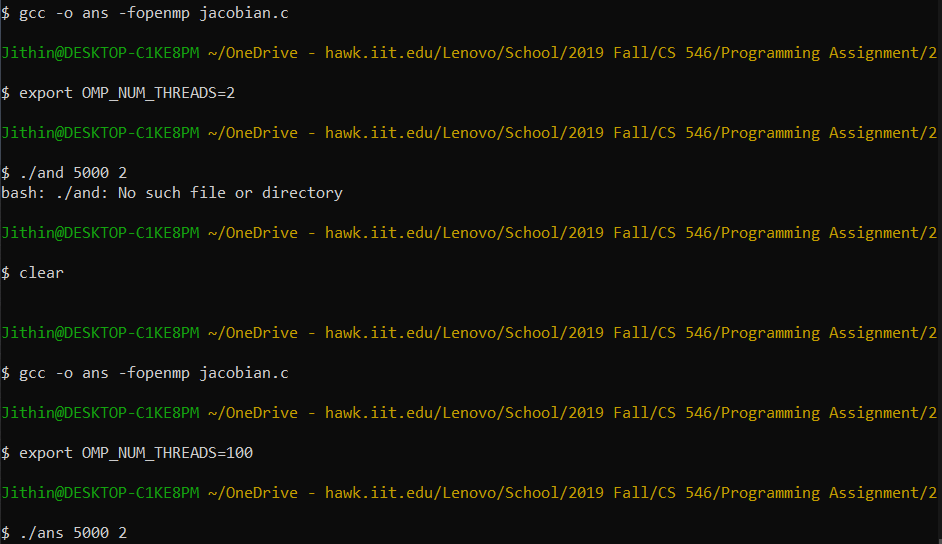 $ gcc -o ans -fopenmp jacobian.c
Jithin@DESKTOP-C1KE8PM ~/OneDrive - hawk.iit.edu/Lenovo/School/2019 Fall/CS 546/Programming Assignment/2
$ export OMP_NUM_THREADS=2
Jithin@DESKTOP-C1KE8PM ~/OneDrive - hawk.iit.edu/Lenovo/School/2019 Fall/CS 546/Programming Assignment/2
$ ./and 5000 2
bash: ./and: No such file or directory
Jithin@DESKTOP-C1KE8PM ~/OneDrive - hawk.iit.edu/Lenovo/School/2019 Fall/CS 546/Programming Assignment/2
$ clear
Jithin@DESKTOP-C1KE8PM ~/OneDrive - hawk.iit.edu/Lenovo/School/2019 Fall/CS 546/Programming Assignment/2
$ gcc -o ans -fopenmp jacobian.c
Jithin@DESKTOP-C1KE8PM ~/OneDrive - hawk.iit.edu/Lenovo/School/2019 Fall/CS 546/Programming Assignment/2
$ export OMP_NUM_THREADS=100
Jithin@DESKTOP-C1KE8PM ~/OneDrive - hawk.iit.edu/Lenovo/School/2019 Fall/CS 546/Programming Assignment/2
$ ./ans 5000 2